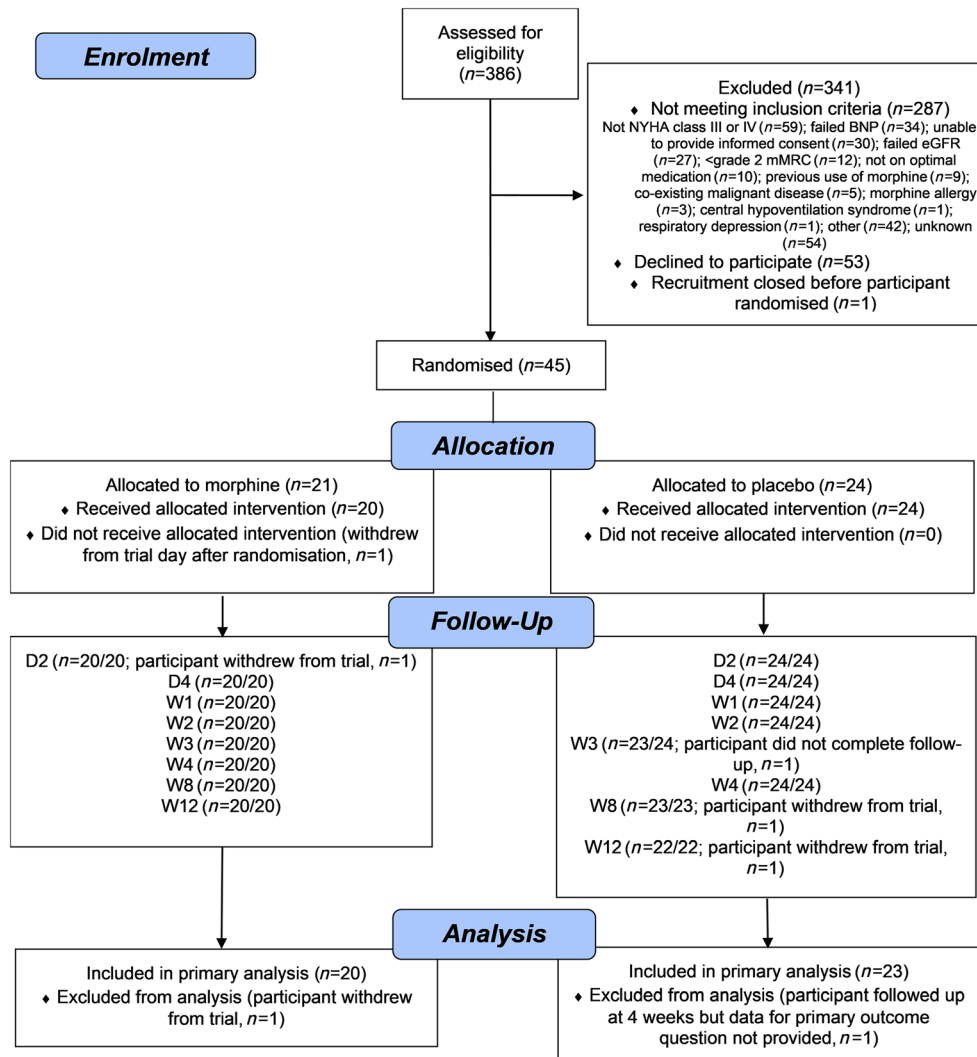 Enrolment
Assessed for
eligibility
(n=386)
Excluded (n=341)
♦ Not meeting inclusion criteria (n=287)
Not NYHA class III or IV (n=59); failed BNP (n=34); unable
to provide informed consent (n=30); failed eGFR
(n=27); <grade 2 mMRC (n=12); not on optimal
medication (n=10); previous use of morphine (n=9);
co-existing malignant disease (n=5); morphine allergy
(n=3); central hypoventilation syndrome (n=1);
respiratory depression (n=1); other (n=42); unknown
(n=54)
♦ Declined to participate (n=53)
♦ Recruitment closed before participant
randomised (n=1)
Randomised (n=45)
Allocation
Allocated to morphine (n=21)
♦ Received allocated intervention (n=20)
♦ Did not receive allocated intervention (withdrew
from trial day after randomisation, n=1)
Allocated to placebo (n=24)
♦ Received allocated intervention (n=24)
♦ Did not receive allocated intervention (n=0)
Follow-Up
D2 (n=20/20; participant withdrew from trial, n=1)
D4 (n=20/20)
W1 (n=20/20)
W2 (n=20/20)
W3 (n=20/20)
W4 (n=20/20)
W8 (n=20/20)
W12 (n=20/20)
D2 (n=24/24)
D4 (n=24/24)
W1 (n=24/24)
W2 (n=24/24)
W3 (n=23/24; participant did not complete follow-
up, n=1)
W4 (n=24/24)
W8 (n=23/23; participant withdrew from trial,
n=1)
W12 (n=22/22; participant withdrew from trial,
n=1)
Analysis
Included in primary analysis (n=20)
♦ Excluded from analysis (participant withdrew
from trial, n=1)
Included in primary analysis (n=23)
♦ Excluded from analysis (participant followed up
at 4 weeks but data for primary outcome
question not provided, n=1)